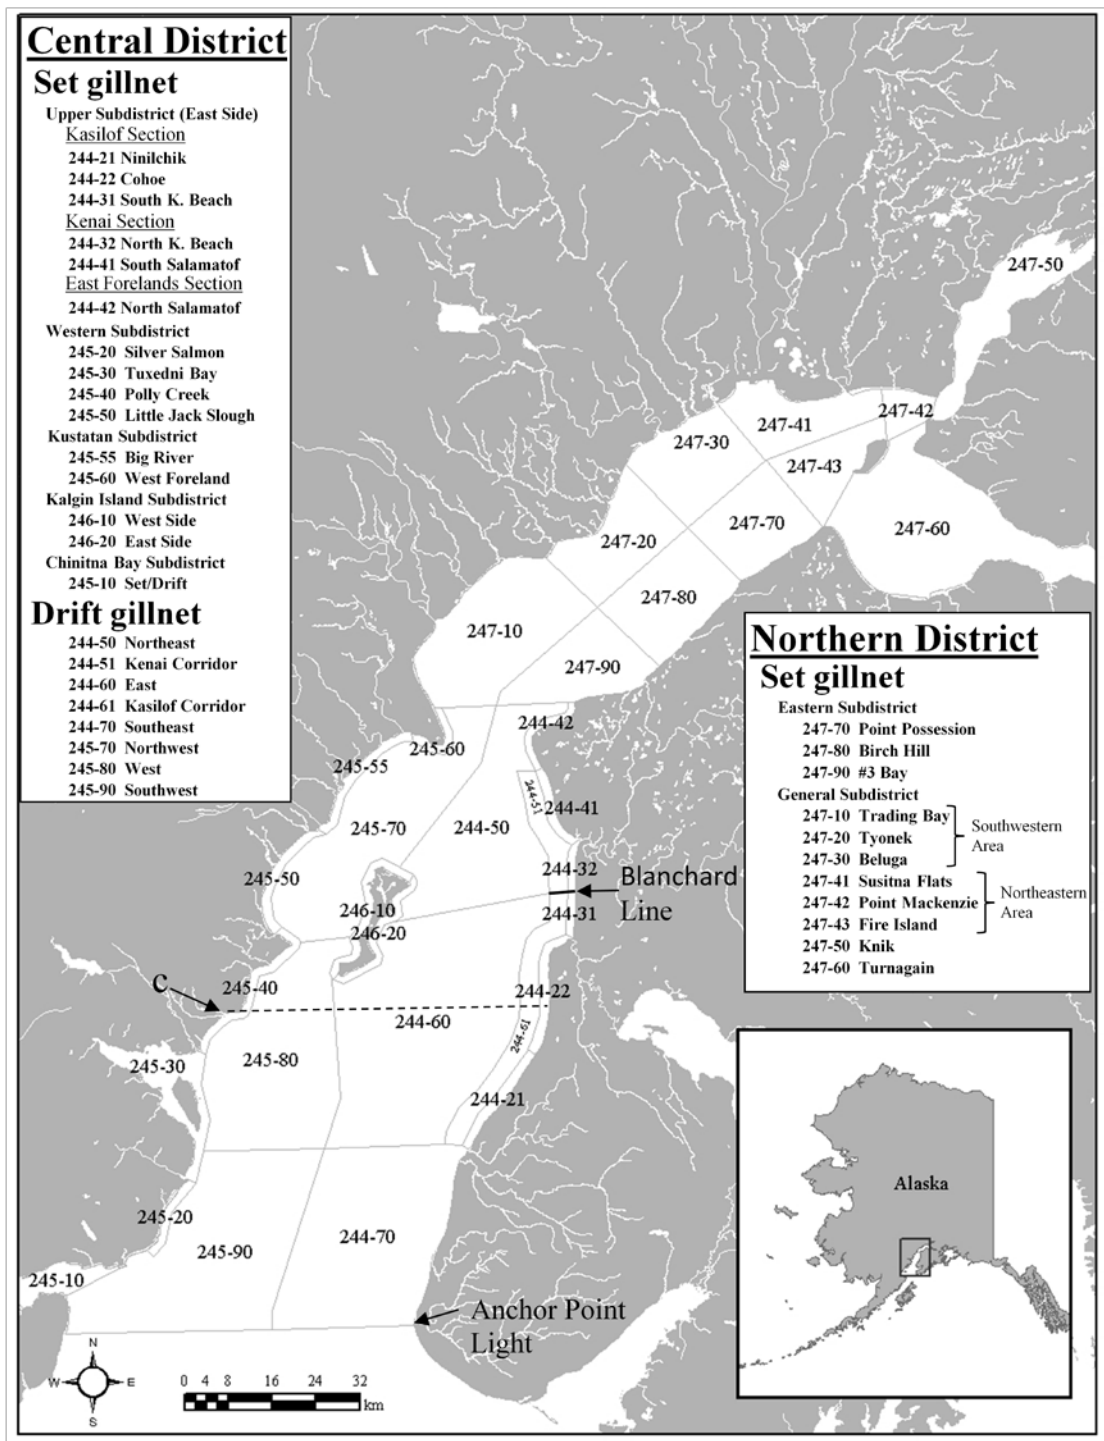 Central District
Set gillnet
Upper Subdistrict (East Side)
Kasilof Section
244-21 Ninilchik
244-22 Cohoe
244-31 South K. Beach
Kenai Section
244-32 North K. Beach
244-41 South Salamatof
East Forelands Section
244-42 North Salamatof
Western Subdistrict
245-20 Silver Salmon
245-30 Tuxedni Bay
245-40 Polly Creek
245-50 Little Jack Slough
Kustatan Subdistrict
245-55 Big River
245-60 West Foreland
Kalgin Island Subdistrict
246-10 West Side
246-20 East Side
Chinitna Bay Subdistrict
245-10 Set/Drift
Drift gillnet
244-50 Northeast
244-51 Kenai Corridor
244-60 East
244-61 Kasilof Corridor
244-70 Southeast
245-70 Northwest
245-80 West
245-90 Southwest
247-50
247-42
247-41
247-30
247-43
247-70
247-60
247-20
247-80
247-10
247-90
244-42
245-60
245-55
244-51
244-41
245-70
244-50
244-32
Blanchard
Line
245-50
246-10
244-31
246-20
C
245-40
244-22
244-60
244-61
245-30
245-80
244-21
245-20
245-90
244-70
245-10
Anchor Point
Light
Northern District
Set gillnet
Eastern Subdistrict
247-70 Point Possession
247-80 Birch Hill
247-90 #3 Bay
General Subdistrict
247-10 Trading Bay
247-20 Tyonek
247-30 Beluga
Southwestern
Area
247-41 Susitna Flats
247-42 Point Mackenzie
247-43 Fire Island
Northeastern
Area
247-50 Knik
247-60 Turnagain
Alaska
N
W E
S
0 4 8 16 24 32
km